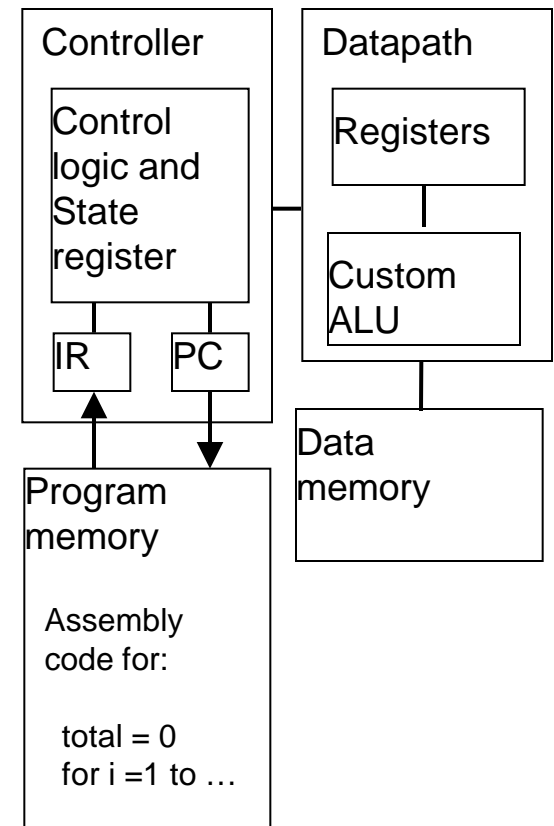 Controller
Control
logic and
State
register
IR
PC
Datapath
Registers
Custom
ALU
Data
memory
Program
memory
Assembly
code for:
total = 0
for i =1 to …